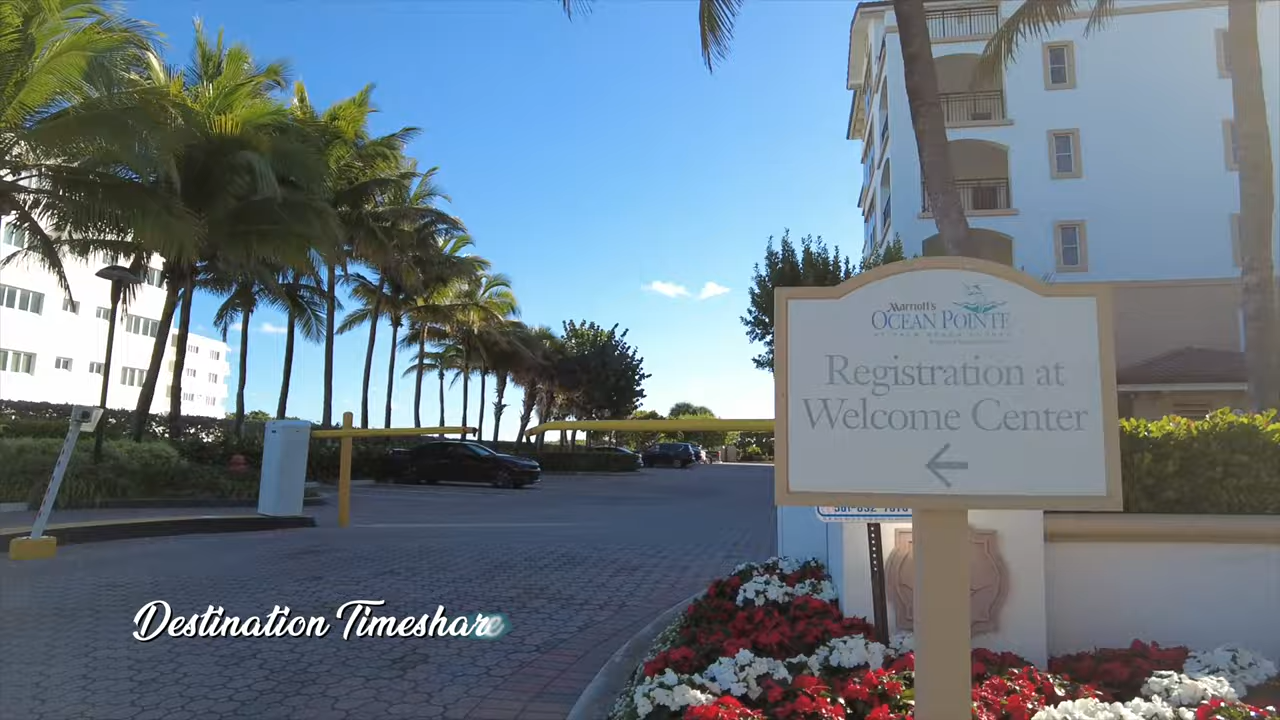 Marriott's
OCEAN POINTE
Registration at
Welcome Center
Destination Timeshare